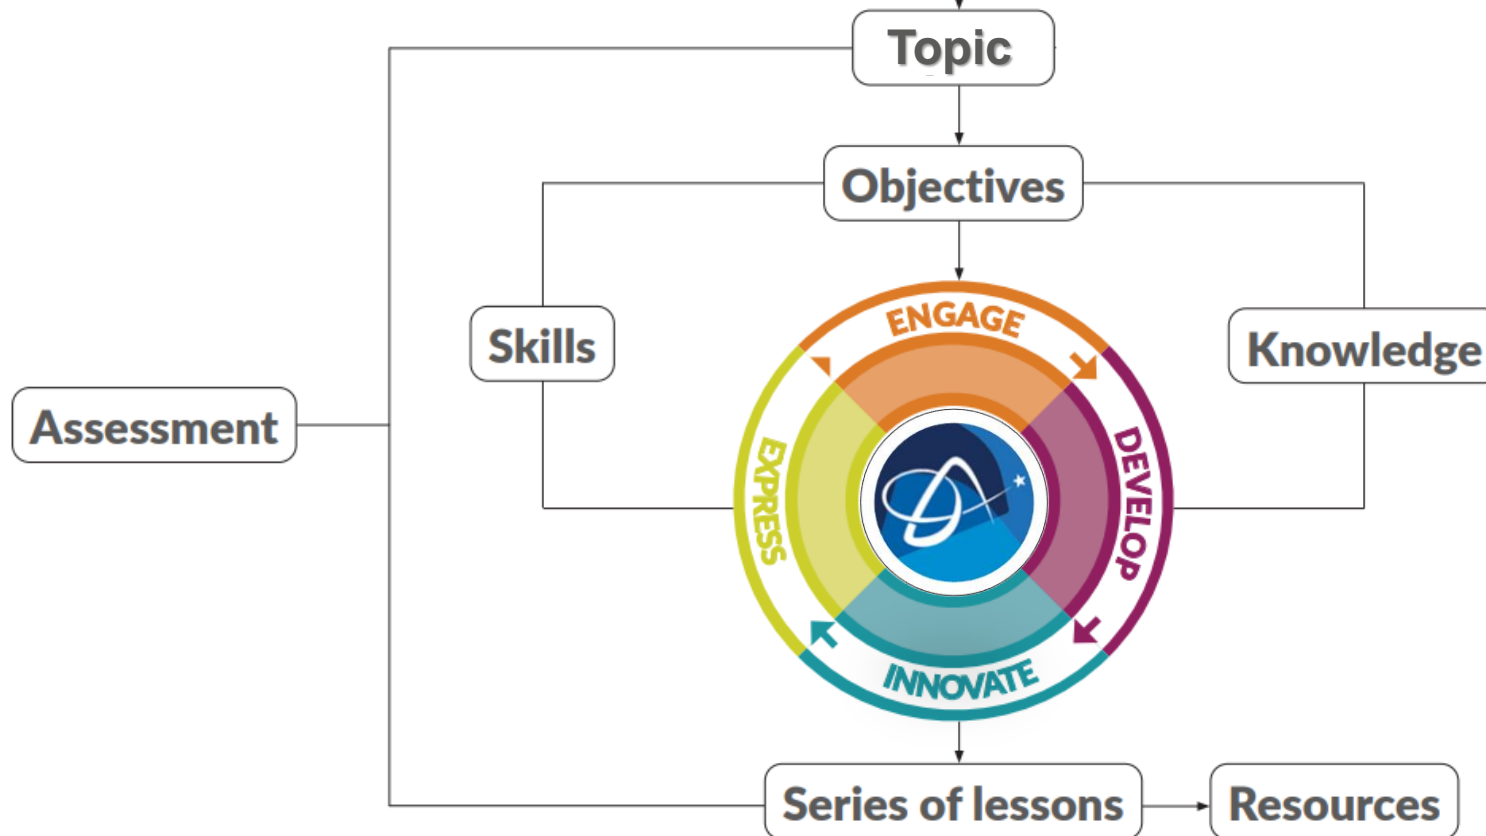 Topic
Objectives
Skills
ENGAGE
Knowledge
Assessment
EXPRESS
DEVELOP
INNOVATE
Series of lessons
Resources